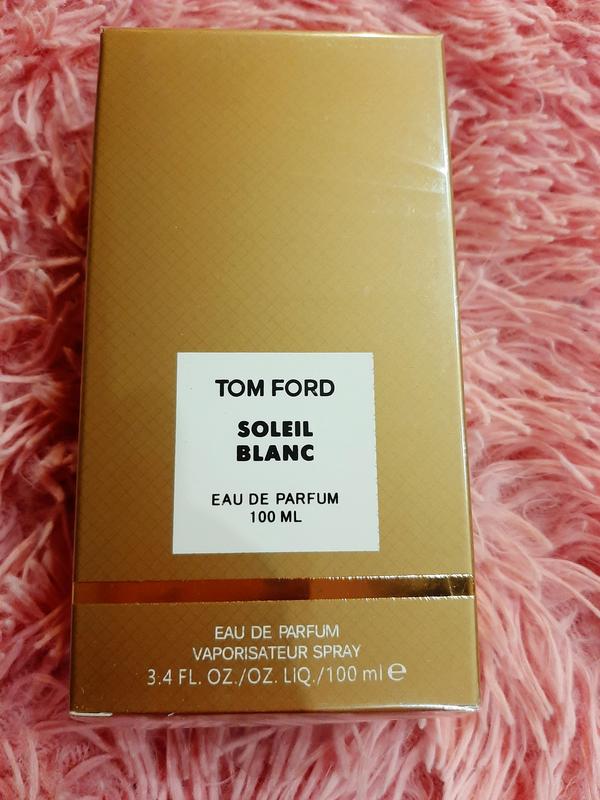 TOM FORD
SOLEIL
BLANC
EAU DE PARFUM
100 ML
EAU DE PARFUM
VAPORISATEUR SPRAY
3.4 FL. OZ./OZ. LIQ./100 ml ℮